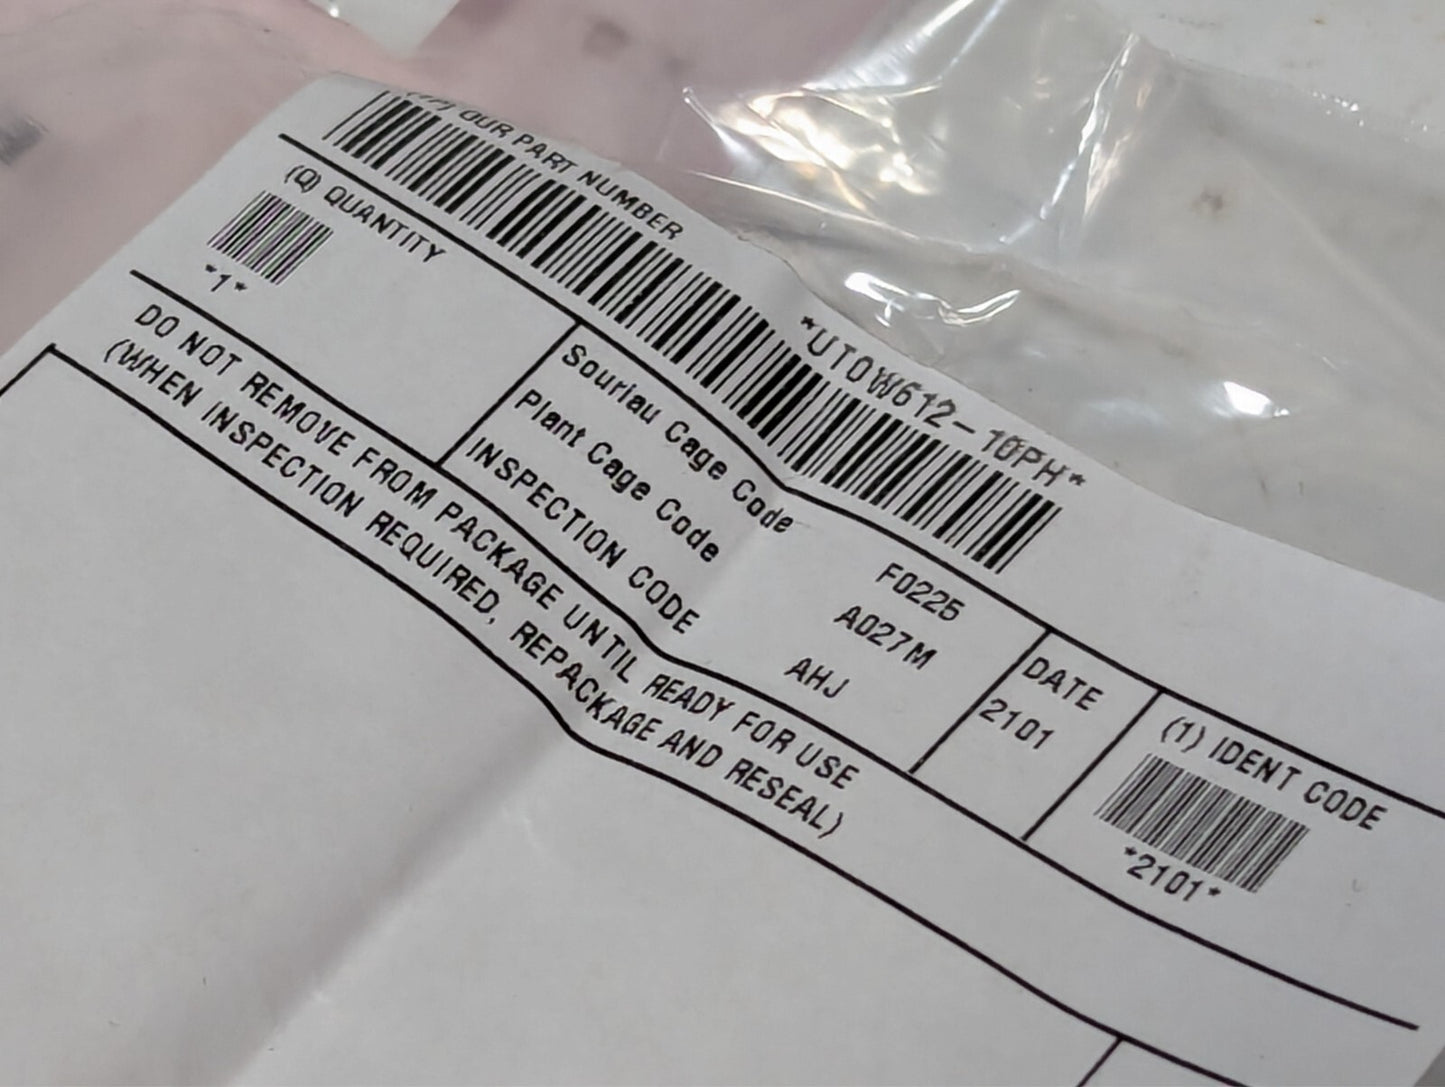 OUR PART NUMBER
*UT0W612-10PH*
(Q) QUANTITY
*1*
Souriau Cage Code F0225
Plant Cage Code A027M
INSPECTION CODE AHJ
DATE
2101
(1) IDENT CODE
*2101*
DO NOT REMOVE FROM PACKAGE UNTIL READY FOR USE
(WHEN INSPECTION REQUIRED, REPACKAGE AND RESEAL)